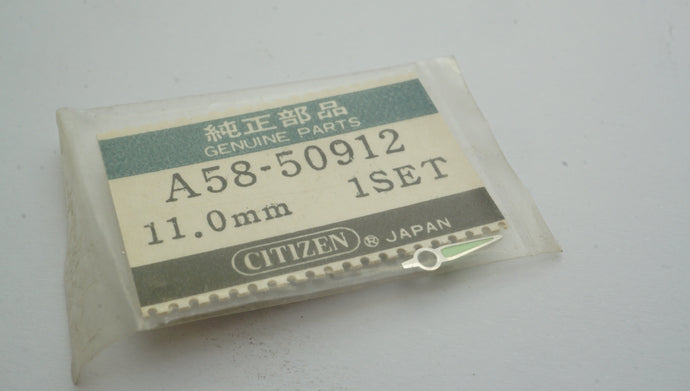 純正部品
GENUINE PARTS
A58-50912
11.0mm 1SET
CITIZEN ® JAPAN